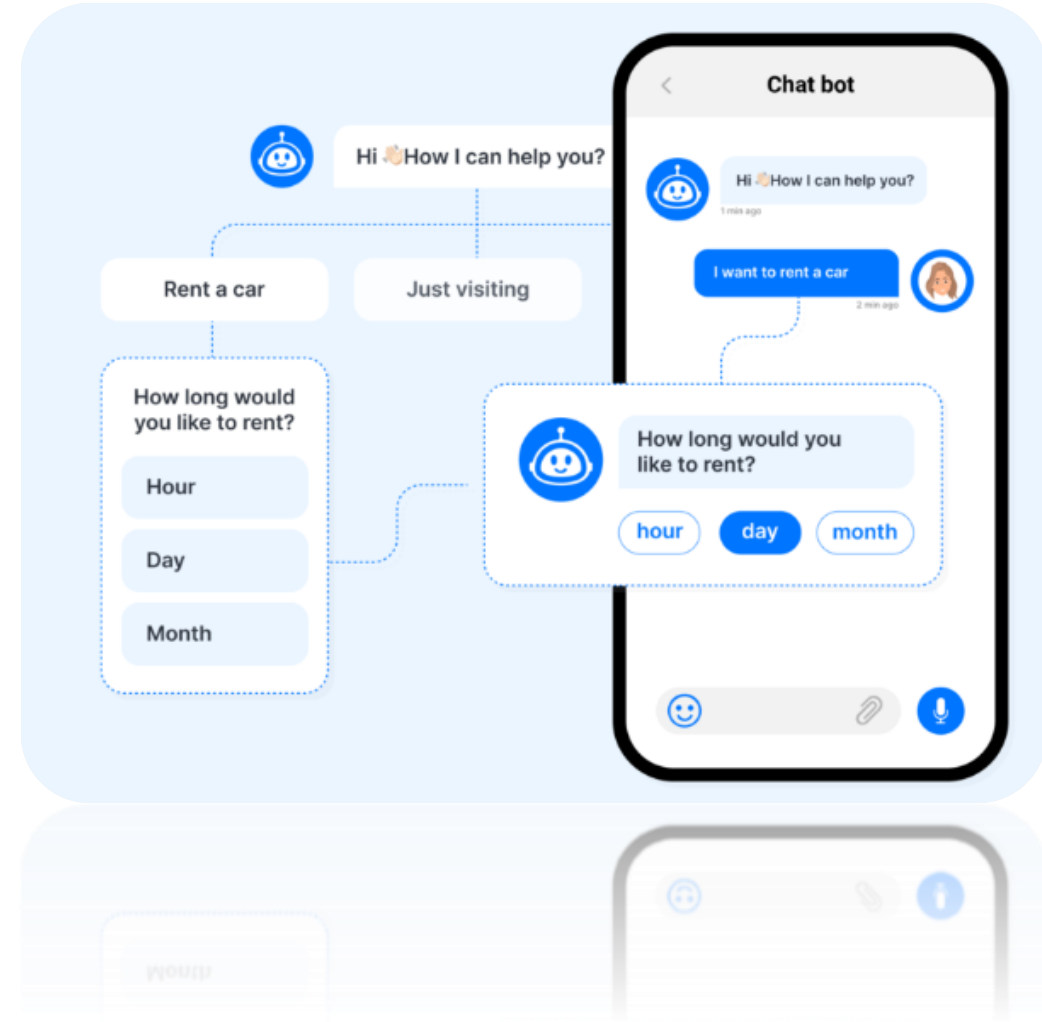 Chat bot
Hi 👋🏻How I can help you?
Hi 👋🏻How I can help you?
1 min ago
I want to rent a car
2 min ago
Rent a car
Just visiting
How long would
you like to rent?
Hour
Day
Month
How long would you
like to rent?
hour
day
month
Month